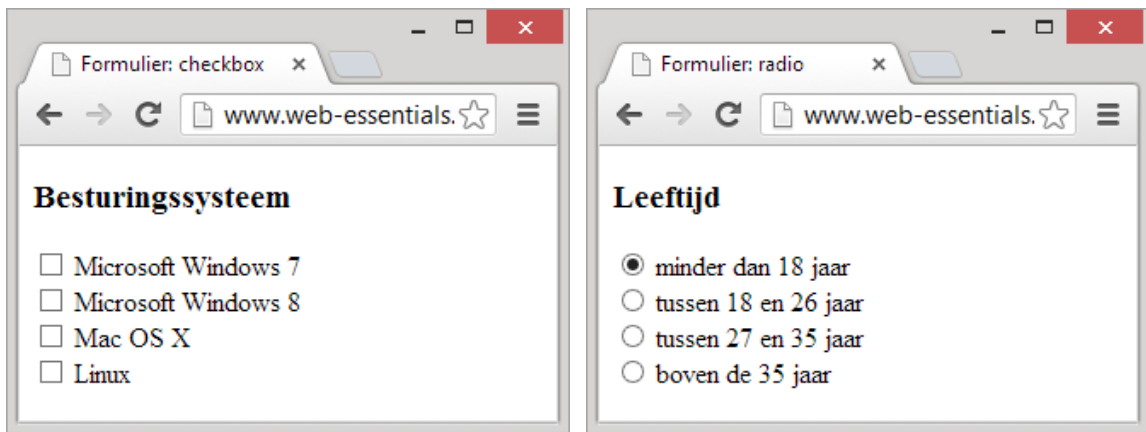 Formulier: checkbox
www.web-essentials.
Besturingssysteem
Microsoft Windows 7
Microsoft Windows 8
Mac OS X
Linux
Formulier: radio
www.web-essentials.
Leeftijd
minder dan 18 jaar
tussen 18 en 26 jaar
tussen 27 en 35 jaar
boven de 35 jaar